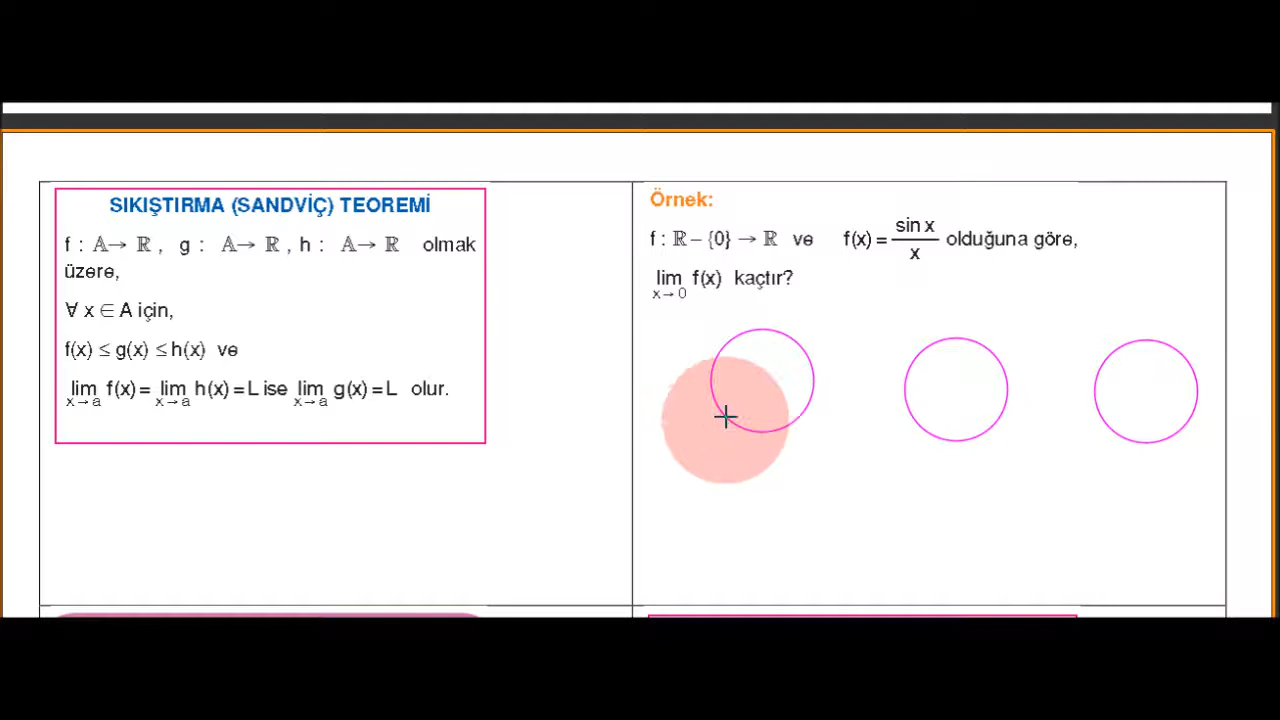 SIKIŞTIRMA (SANDVİÇ) TEOREMİ
f : 𝔸→ ℝ , g : 𝔸→ ℝ , h : 𝔸→ ℝ olmak
üzere,
∀ x ∈ A için,
f(x) ≤ g(x) ≤ h(x) ve
lim f(x) = lim h(x) = L ise lim g(x) = L olur.
x→a x→a x→a
Örnek:
f : ℝ – {0} → ℝ ve f(x) = sin x / x olduğuna göre,
lim f(x) kaçtır?
x→0